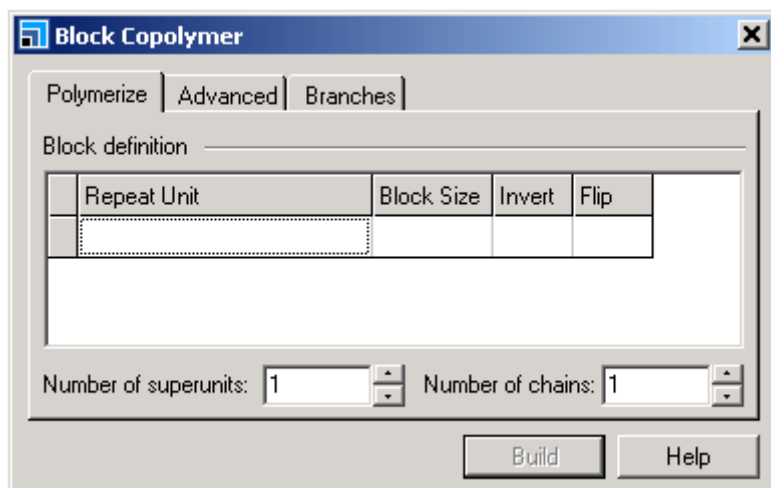 Block Copolymer
Polymerize Advanced Branches
Block definition
Repeat Unit Block Size Invert Flip
Number of superunits: 1 Number of chains: 1
Build Help